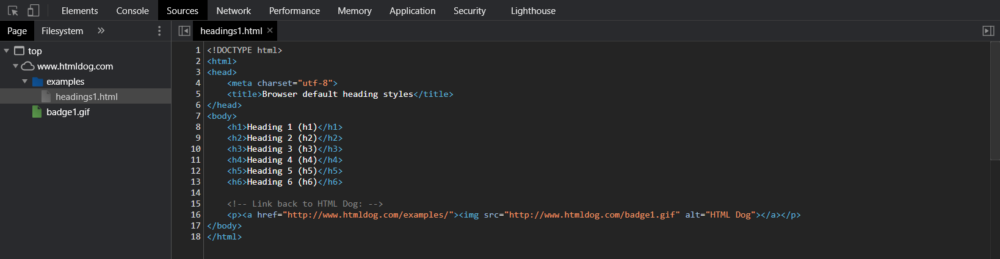 Elements Console Sources Network Performance Memory Application Security Lighthouse
Page Filesystem » headings1.html ×
top
www.htmldog.com
examples
headings1.html
badge1.gif
1 <!DOCTYPE html>
2 <html>
3 <head>
4     <meta charset="utf-8">
5     <title>Browser default heading styles</title>
6 </head>
7 <body>
8     <h1>Heading 1 (h1)</h1>
9     <h2>Heading 2 (h2)</h2>
10     <h3>Heading 3 (h3)</h3>
11     <h4>Heading 4 (h4)</h4>
12     <h5>Heading 5 (h5)</h5>
13     <h6>Heading 6 (h6)</h6>
14
15     <!-- Link back to HTML Dog: -->
16     <p><a href="http://www.htmldog.com/examples/"><img src="http://www.htmldog.com/badge1.gif" alt="HTML Dog"></a></p>
17 </body>
18 </html>